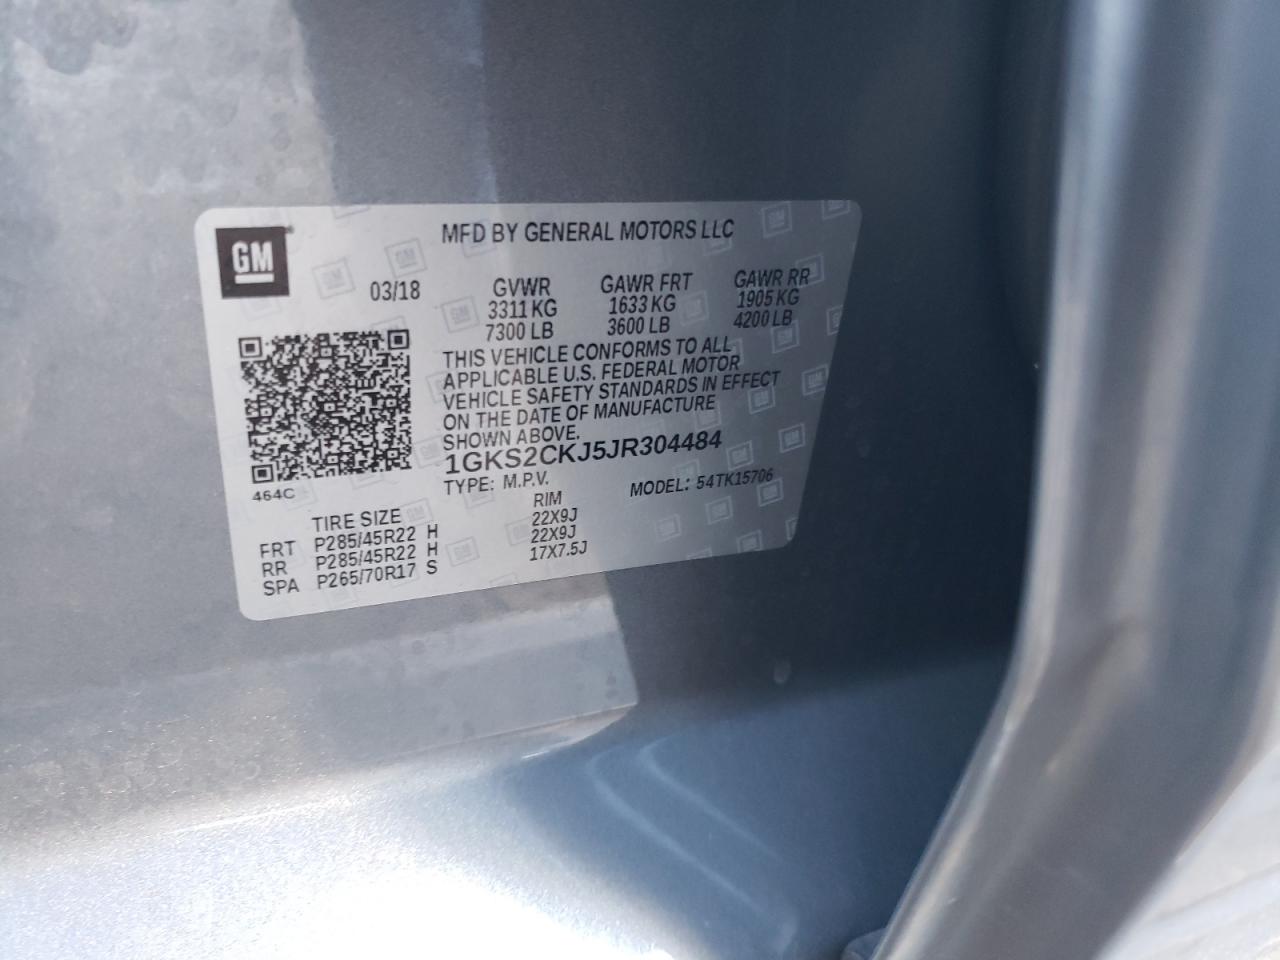 GM
MFD BY GENERAL MOTORS LLC
03/18 GVWR GAWR FRT GAWR RR
3311 KG 1633 KG 1905 KG
7300 LB 3600 LB 4200 LB
THIS VEHICLE CONFORMS TO ALL
APPLICABLE U.S. FEDERAL MOTOR
VEHICLE SAFETY STANDARDS IN EFFECT
ON THE DATE OF MANUFACTURE
SHOWN ABOVE.
1GKS2CKJ5JR304484
TYPE: M.P.V. MODEL: 54TK15706
464C
TIRE SIZE RIM
FRT P285/45R22 H 22X9J
RR P285/45R22 H 22X9J
SPA P265/70R17 S 17X7.5J